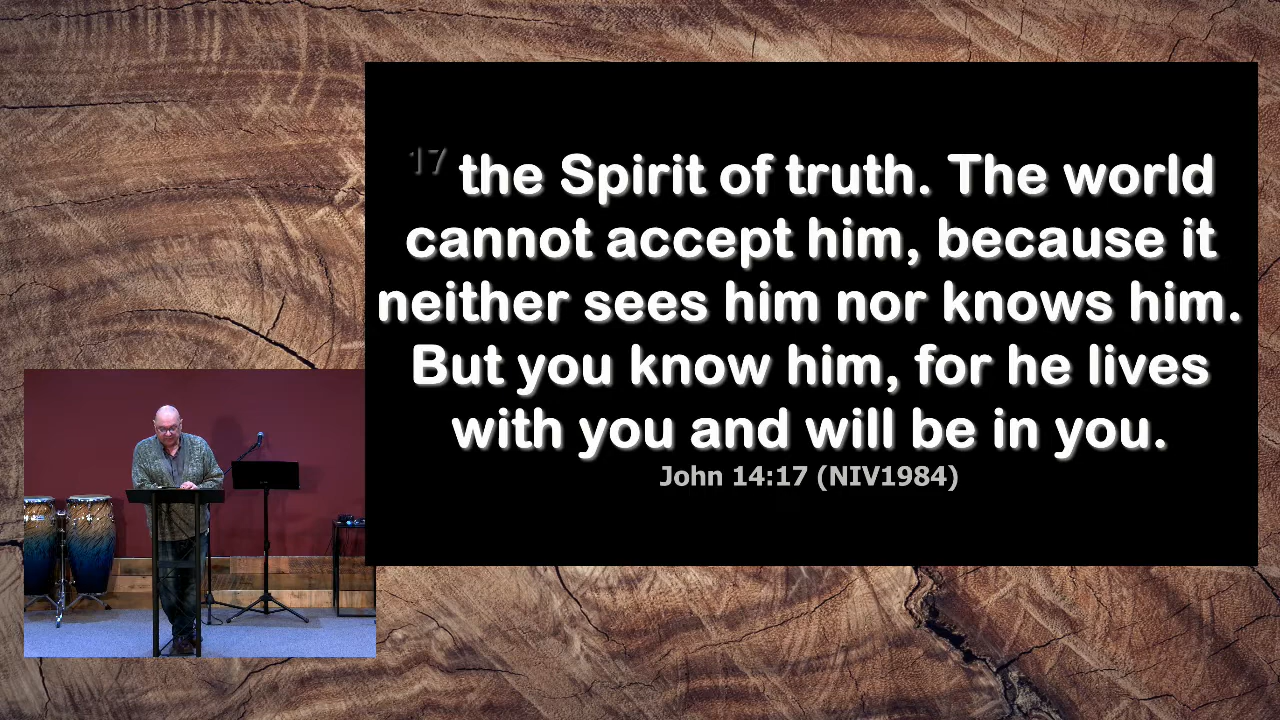 17 the Spirit of truth. The world
cannot accept him, because it
neither sees him nor knows him.
But you know him, for he lives
with you and will be in you.
John 14:17 (NIV1984)